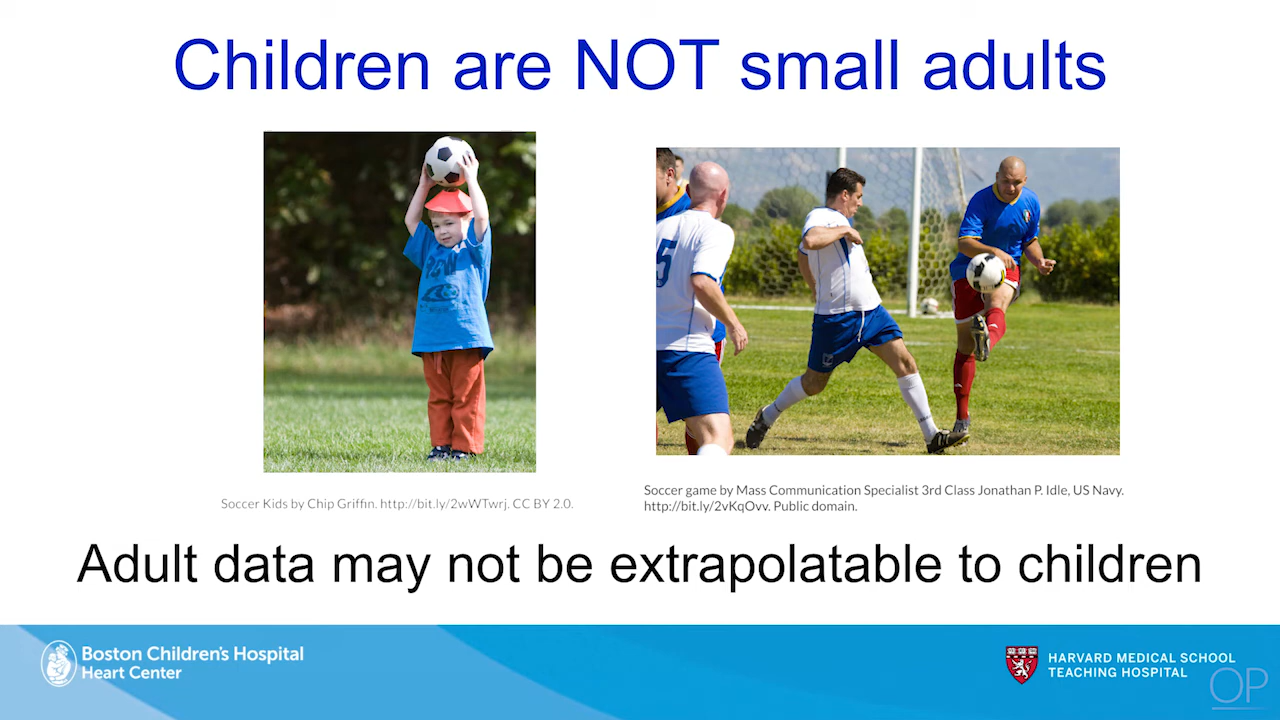 Children are NOT small adults
5
Soccer Kids by Chip Griffin. http://bit.ly/2wWTwrj. CC BY 2.0.
Soccer game by Mass Communication Specialist 3rd Class Jonathan P. Idle, US Navy.
http://bit.ly/2vKqOvv. Public domain.
Adult data may not be extrapolatable to children
Boston Children's Hospital
Heart Center
HARVARD MEDICAL SCHOOL
TEACHING HOSPITAL
OP